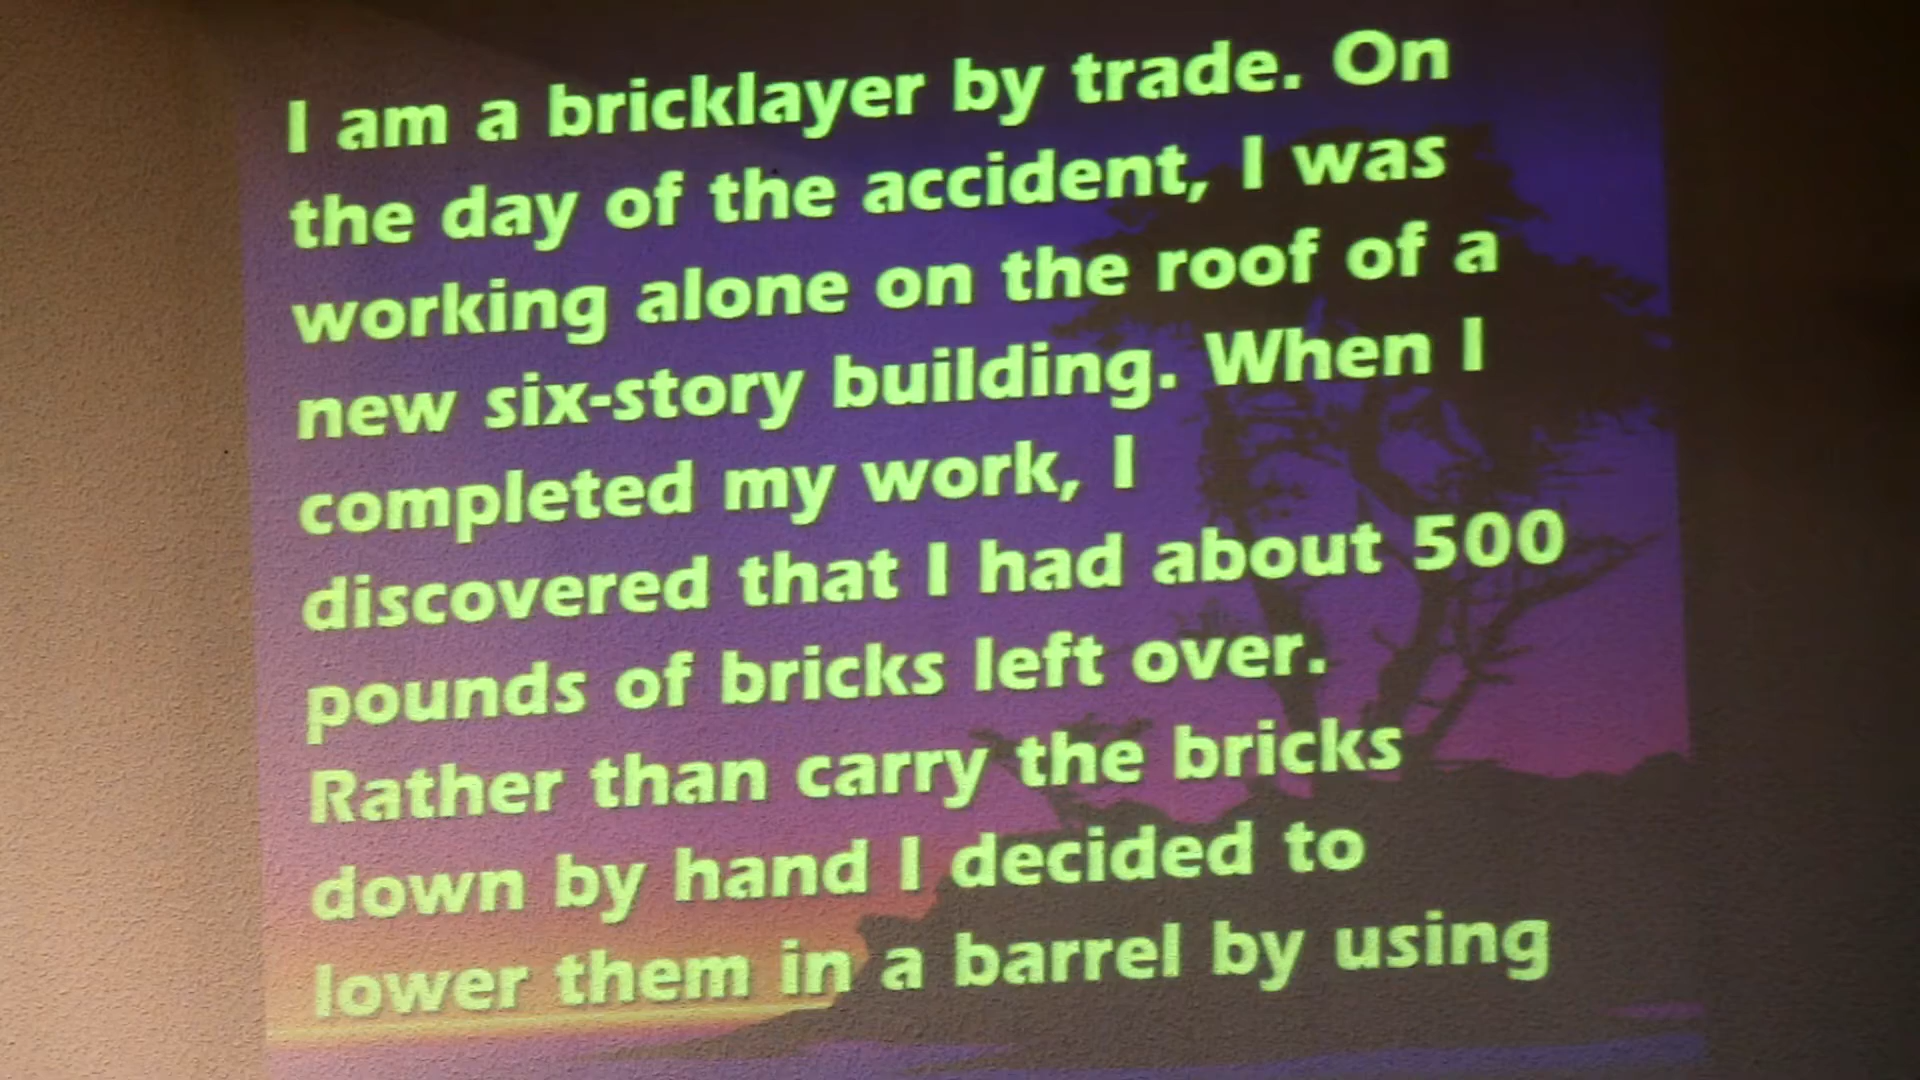 I am a bricklayer by trade. On
the day of the accident, I was
working alone on the roof of a
new six-story building. When I
completed my work, I
discovered that I had about 500
pounds of bricks left over.
Rather than carry the bricks
down by hand I decided to
lower them in a barrel by using